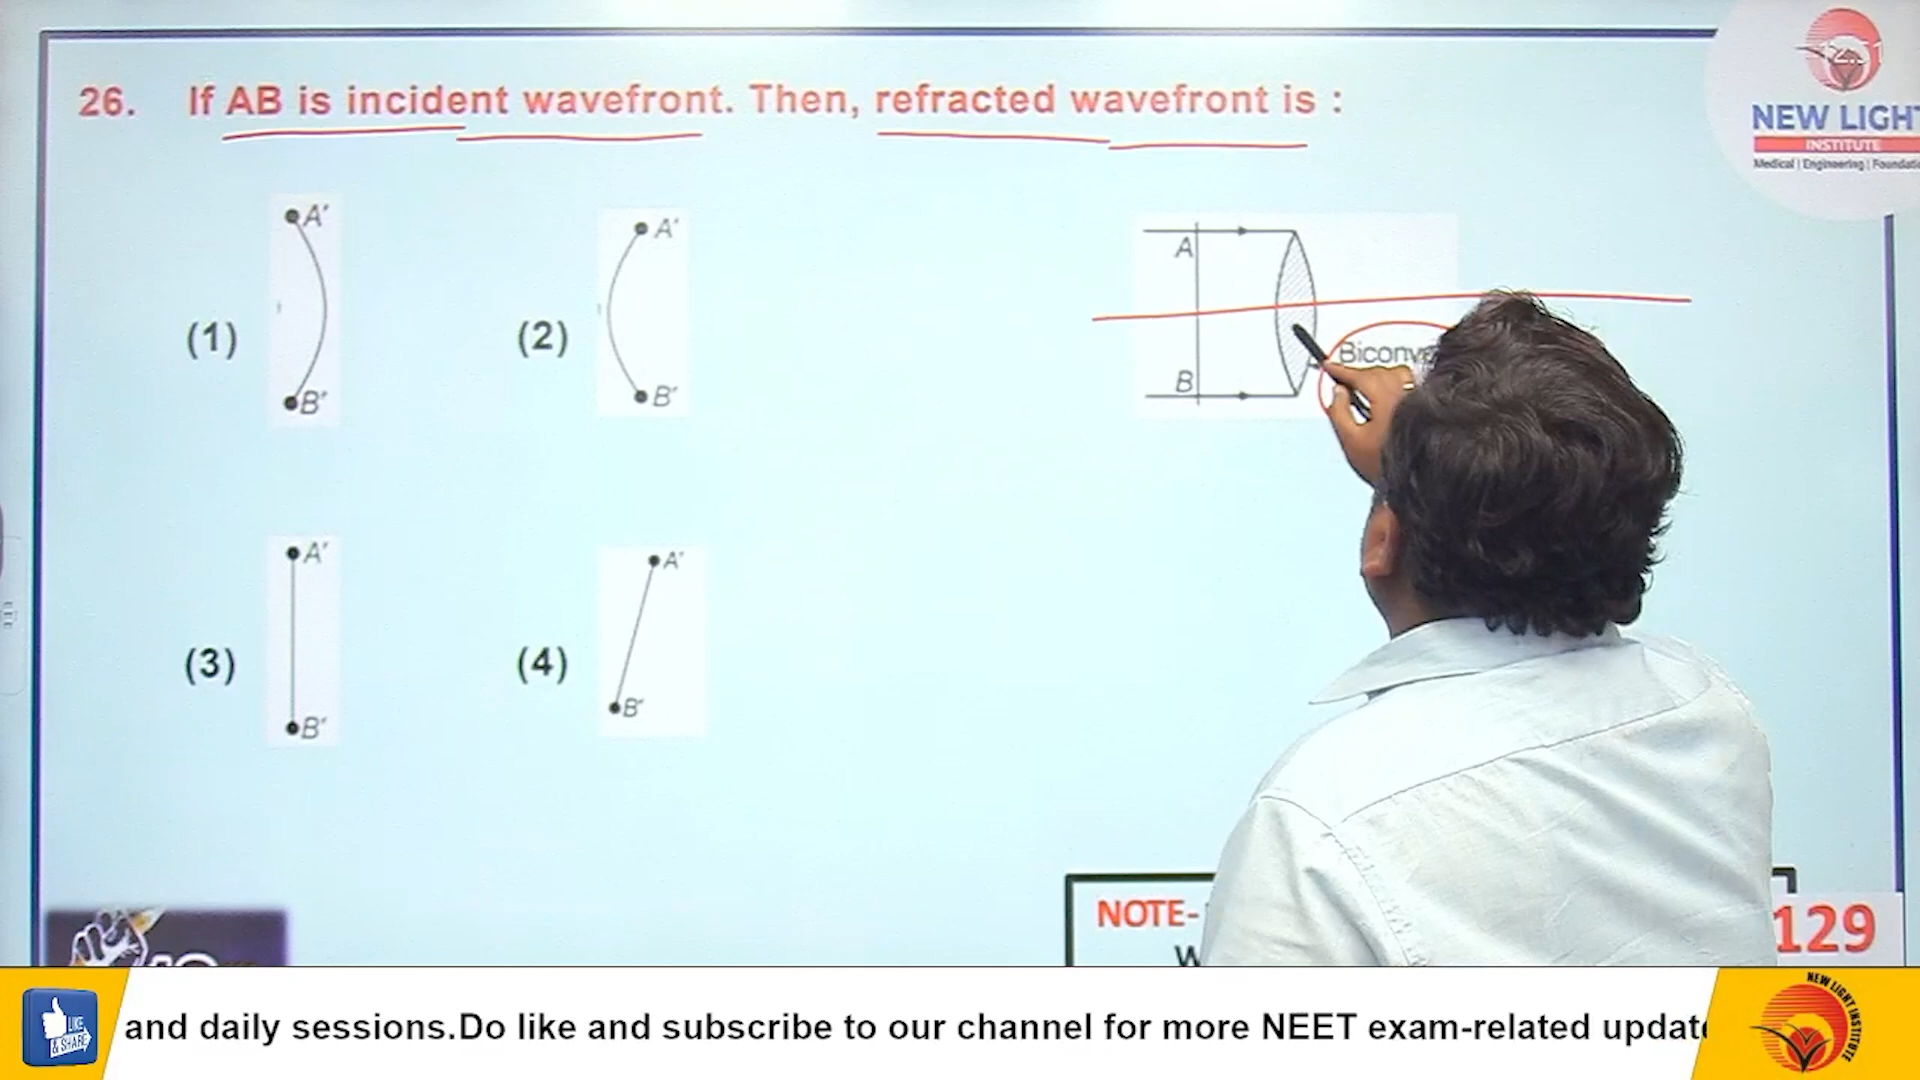 26. If AB is incident wavefront. Then, refracted wavefront is :
NEW LIGHT
INSTITUTE
Medical | Engineering | Foundatio
(1)
A'
B'
(2)
A'
B'
A
B
Biconve
(3)
A'
B'
(4)
A'
B'
NOTE-
W
129
LIKE
& SHARE
and daily sessions.Do like and subscribe to our channel for more NEET exam-related update
NEW LIGHT INSTITUTE